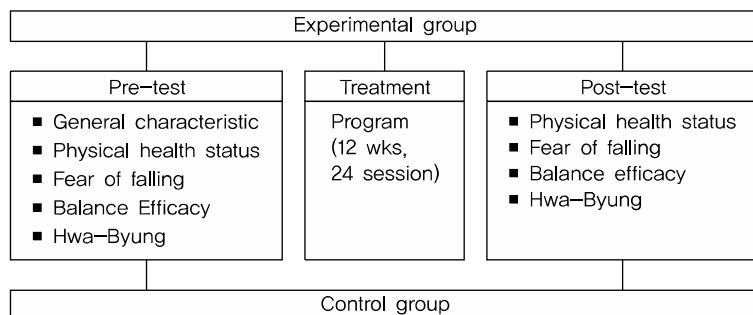 Experimental group
Pre-test
■ General characteristic
■ Physical health status
■ Fear of falling
■ Balance Efficacy
■ Hwa-Byung
Treatment
Program
(12 wks,
24 session)
Post-test
■ Physical health status
■ Fear of falling
■ Balance efficacy
■ Hwa-Byung
Control group